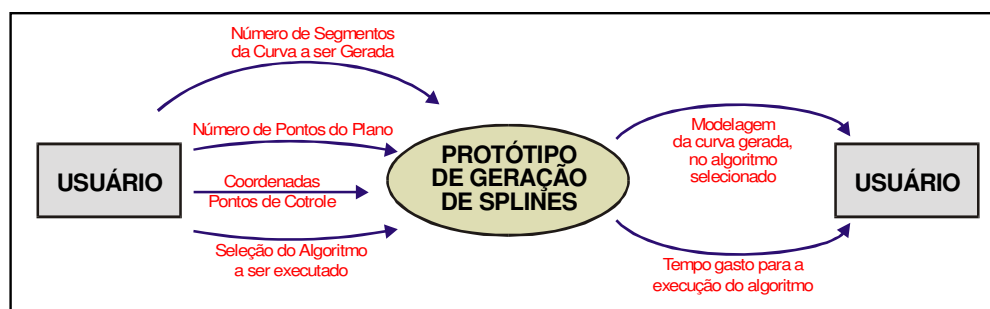 Número de Segmentos
da Curva a ser Gerada
Número de Pontos do Plano
USUÁRIO
Coordenadas
Pontos de Cotrole
Seleção do Algoritmo
a ser executado
PROTÓTIPO
DE GERAÇÃO
DE SPLINES
Modelagem
da curva gerada,
no algoritmo
selecionado
USUÁRIO
Tempo gasto para a
execução do algoritmo